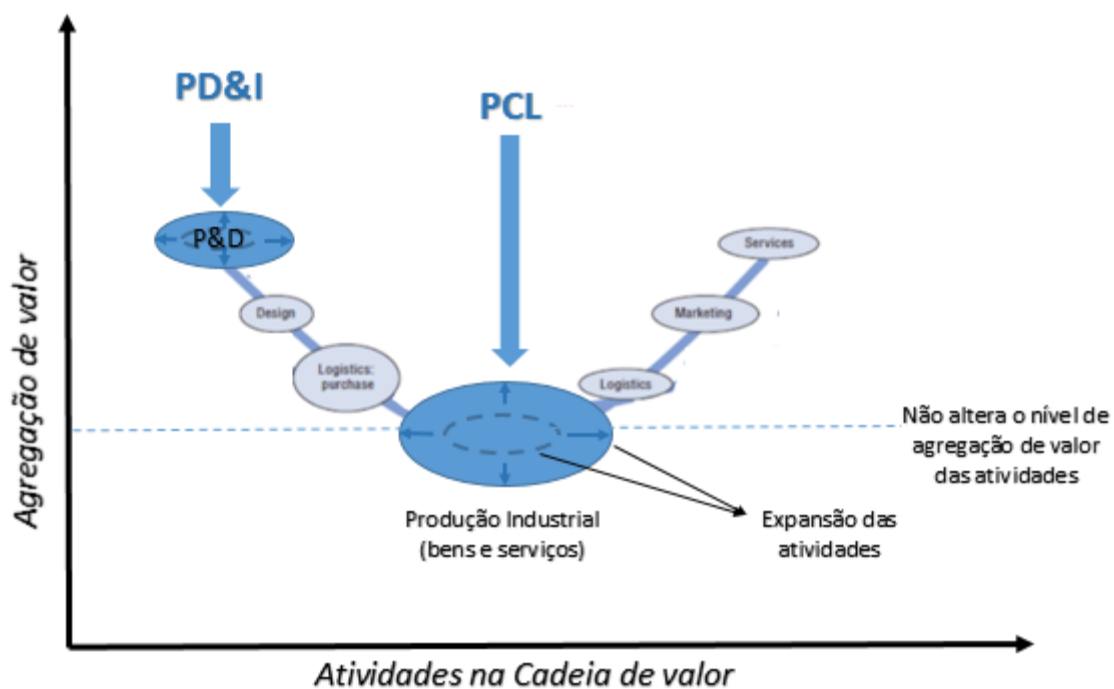 PD&I
PCL
P&D
Services
Design
Marketing
Logistics:
purchase
Logistics
Agregação de valor
Não altera o nível de
agregação de valor
das atividades
Produção Industrial
(bens e serviços)
Expansão das
atividades
Atividades na Cadeia de valor